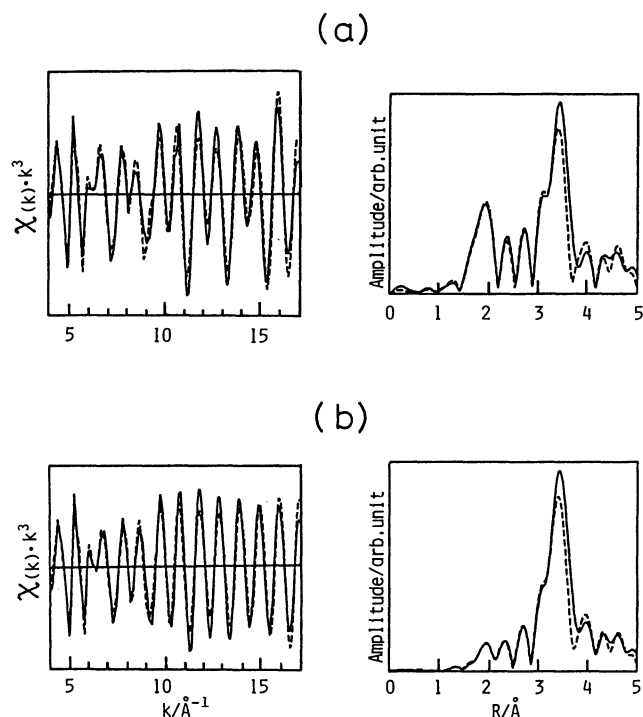 (a)
χ(k)·k³
5 10 15
Amplitude/arb.unit
0 1 2 3 4 5
(b)
χ(k)·k³
5 10 15
k/Å⁻¹
Amplitude/arb.unit
0 1 2 3 4 5
R/Å